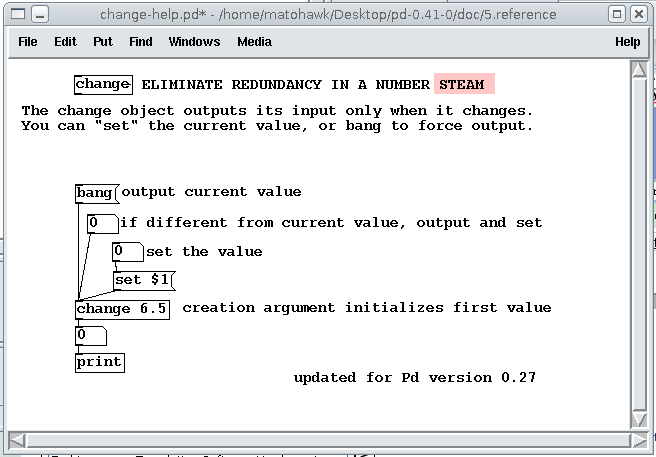 change-help.pd* - /home/matohawk/Desktop/pd-0.41-0/doc/5.reference
File Edit Put Find Windows Media Help
change ELIMINATE REDUNDANCY IN A NUMBER STEAM
The change object outputs its input only when it changes.
You can "set" the current value, or bang to force output.
bang output current value
0 if different from current value, output and set
0 set the value
set $1
change 6.5 creation argument initializes first value
0
print
updated for Pd version 0.27